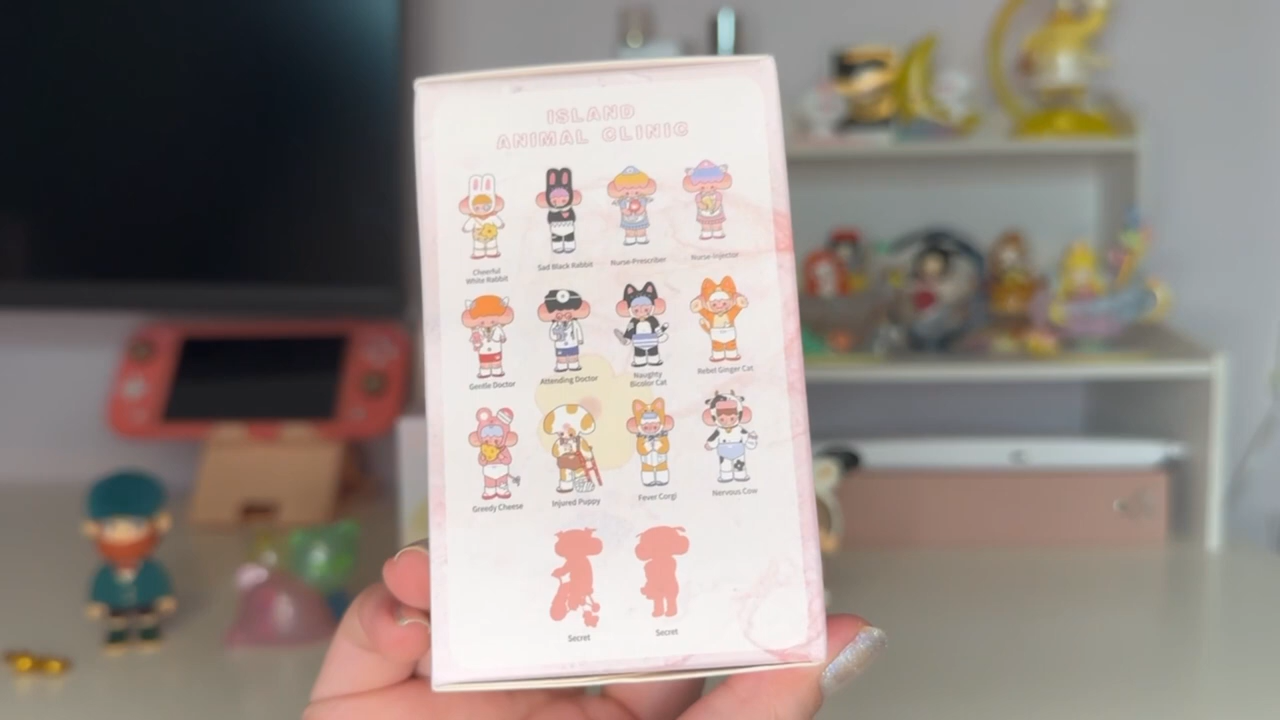 ISLAND
ANIMAL CLINIC
Cheerful
White Rabbit
Sad Black Rabbit
Nurse-Prescriber
Nurse-Injector
Gentle Doctor
Attending Doctor
Naughty
Bicolor Cat
Rebel Ginger Cat
Greedy Cheese
Injured Puppy
Fever Corgi
Nervous Cow
Secret
Secret